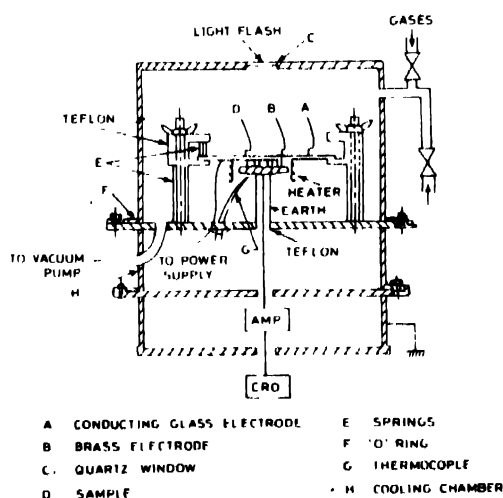 GASES
LIGHT FLASH C
D B A
TEFLON
E
HEATER
F
EARTH
TO VACUUM
PUMP
TO POWER
SUPPLY
G
TEFLON
H
AMP
CRO
A CONDUCTING GLASS ELECTRODE
B BRASS ELECTRODE
C. QUARTZ WINDOW
D SAMPLE
E SPRINGS
F 'O' RING
G THERMOCOPLE
H COOLING CHAMBER